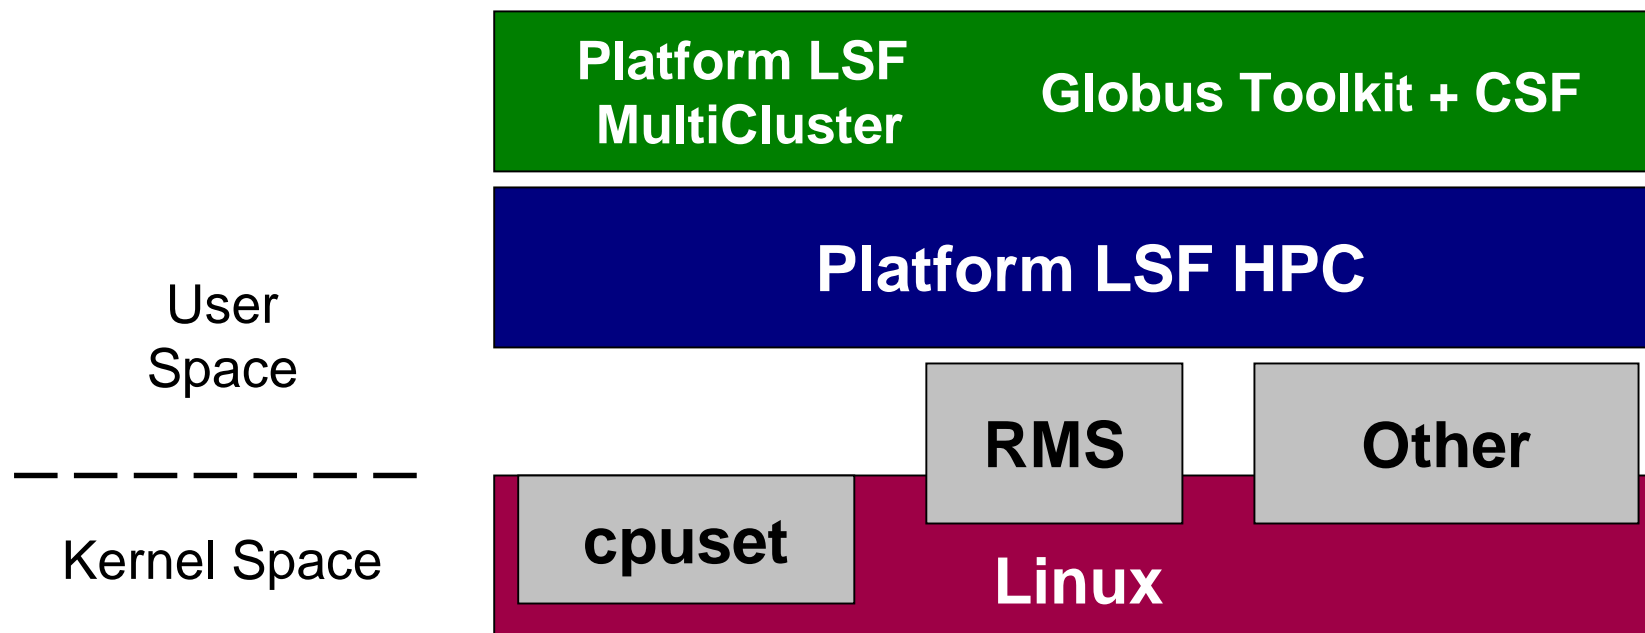 Platform LSF
MultiCluster
Globus Toolkit + CSF
Platform LSF HPC
User
Space
RMS
Other
cpuset
Kernel Space
Linux